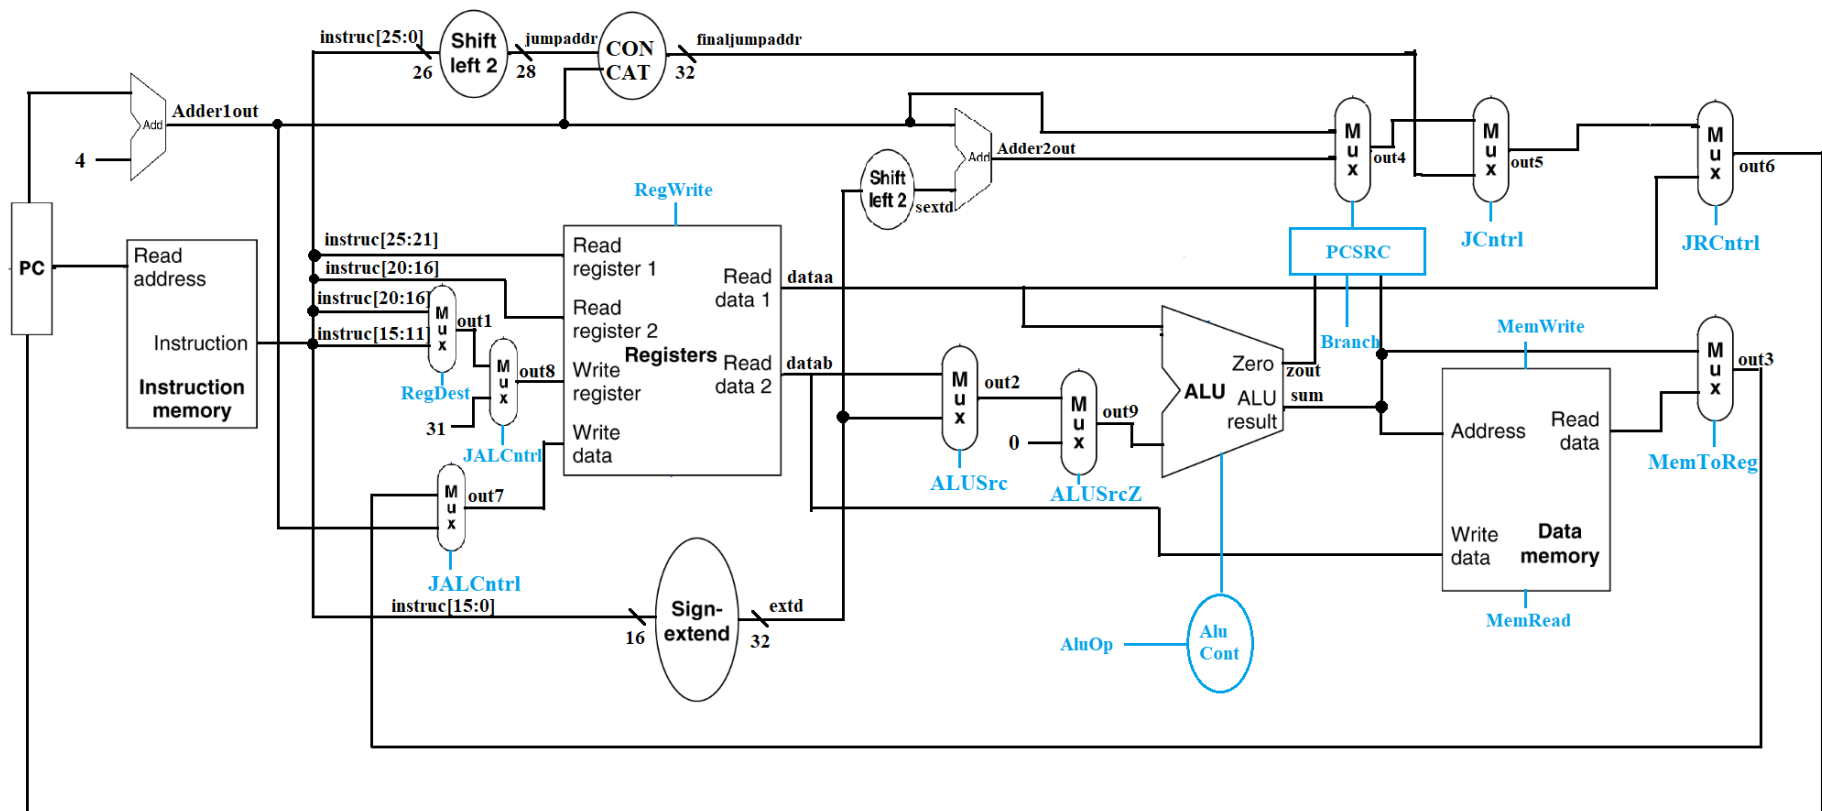 instruc[25:0]
26
Shift
left 2
jumpaddr
28
CON
CAT
finaljumpaddr
32
Adder1out
Add
4
PC
Read
address
Instruction
Instruction
memory
instruc[25:21]
instruc[20:16]
instruc[20:16]
instruc[15:11]
M
u
x
out1
RegDest
M
u
x
out8
31
JALCntrl
M
u
x
out7
JALCntrl
instruc[15:0]
16
Sign-
extend
extd
32
RegWrite
Read
register 1
Read
register 2
Registers
Write
register
Write
data
Read
data 1
Read
data 2
dataa
datab
Shift
left 2
sextd
Add
Adder2out
M
u
x
out2
ALUSrc
M
u
x
out9
0
ALUSrcZ
ALU
Zero
zout
ALU
result
sum
AluOp
Alu
Cont
M
u
x
out4
PCSRC
Branch
M
u
x
out5
JCntrl
M
u
x
out6
JRCntrl
MemWrite
Address
Read
data
Write
data
Data
memory
MemRead
M
u
x
out3
MemToReg